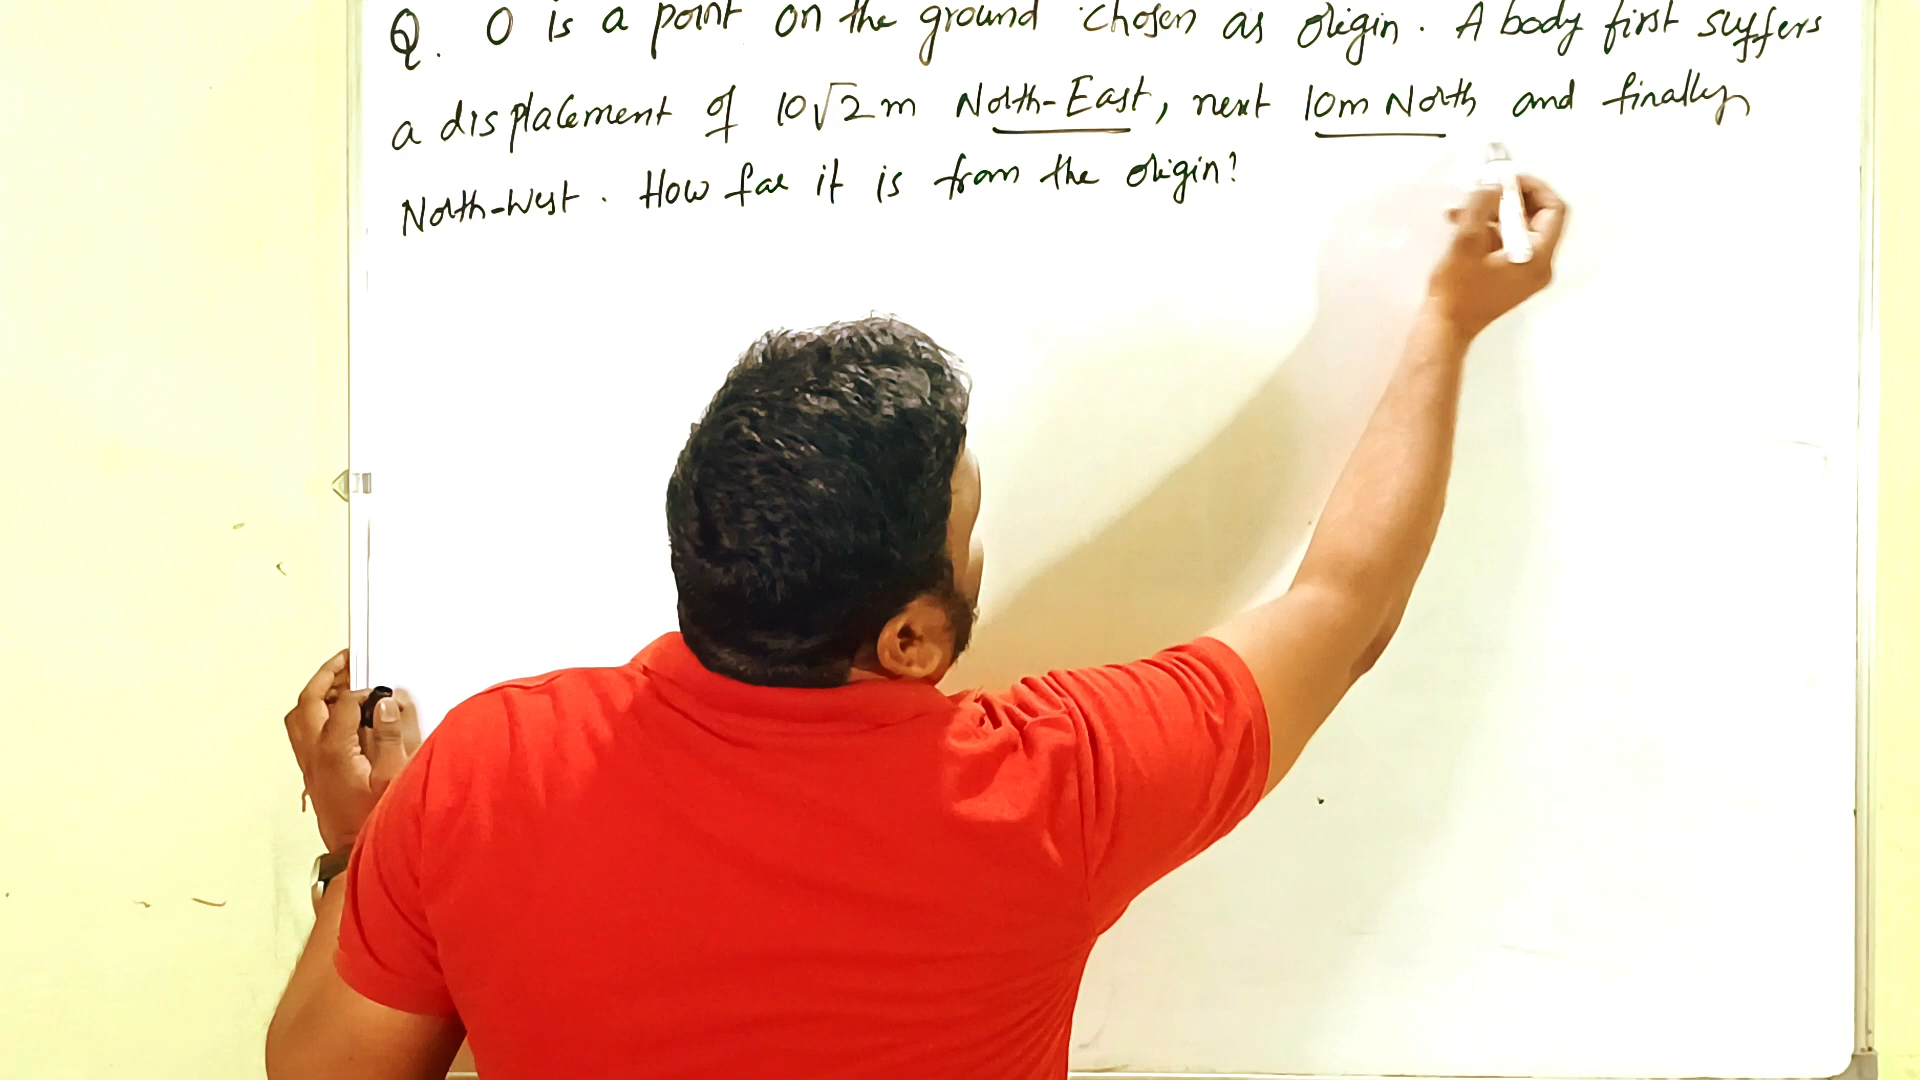 Q. O is a point on the ground chosen as origin. A body first suffers
a displacement of 10√2 m North-East, next 10m North and finally
North-West. How far it is from the origin?